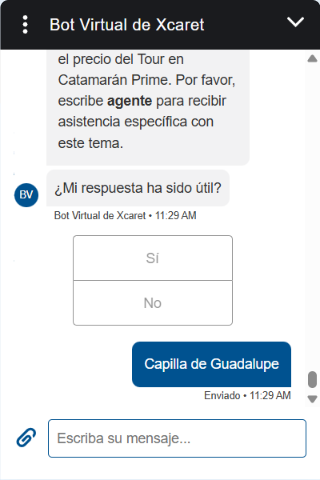 Bot Virtual de Xcaret
el precio del Tour en
Catamarán Prime. Por favor,
escribe agente para recibir
asistencia específica con
este tema.
BV
¿Mi respuesta ha sido útil?
Bot Virtual de Xcaret • 11:29 AM
Sí
No
Capilla de Guadalupe
Enviado • 11:29 AM
Escriba su mensaje...